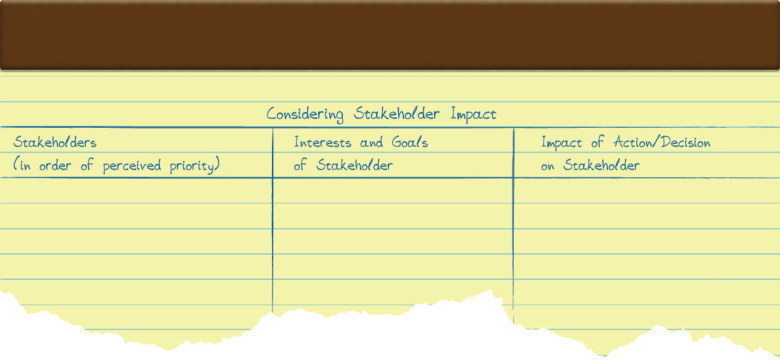 Considering Stakeholder Impact
Stakeholders
(in order of perceived priority)
Interests and Goals
of Stakeholder
Impact of Action/Decision
on Stakeholder